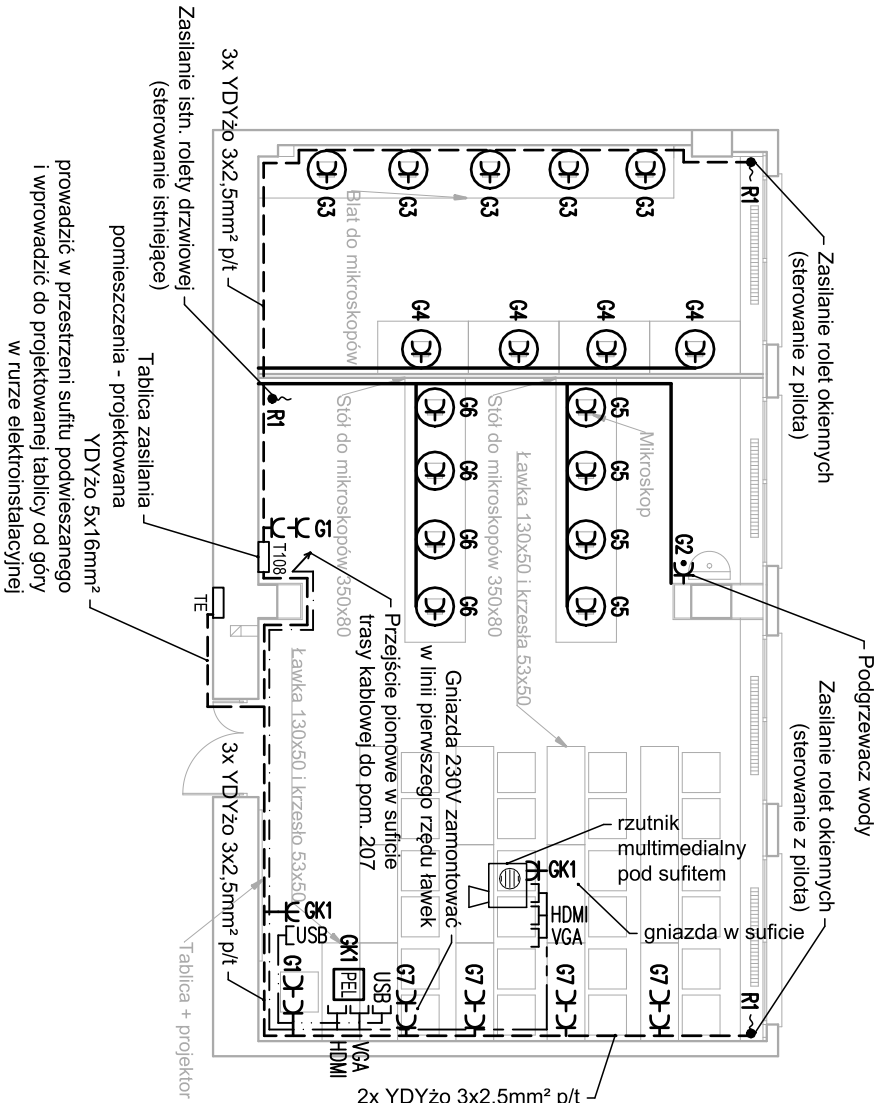 Zasilanie istn. rolety drzwiowej
(sterowanie istniejące)
3x YDYżo 3x2,5mm² p/t
Zasilanie rolet okiennych
(sterowanie z pilota)
R1
G3
G3
G3
G3
G3
Blat do mikroskopów
G4
G4
G4
G4
R1
Stół do mikroskopów 350x80
Stół do mikroskopów 350x80
Mikroskop
G6
G6
G6
G6
G5
G5
G5
G5
Ławka 130x50 i krzesła 53x50
G2
Podgrzewacz wody
Tablica zasilania
pomieszczenia - projektowana
YDYżo 5x16mm²
prowadzić w przestrzeni sufitu podwieszanego
i wprowadzić do projektowanej tablicy od góry
w rurze elektroinstalacyjnej
G1
T108
TE
Przejście pionowe w suficie
trasy kablowej do pom. 207
Gniazda 230V zamontować
w linii pierwszego rzędu ławek
Ławka 130x50 i krzesło 53x50
3x YDYżo 3x2,5mm² p/t
Zasilanie rolet okiennych
(sterowanie z pilota)
rzutnik
multimedialny
pod sufitem
GK1
HDMI
VGA
gniazda w suficie
GK1
USB
G1
GK1
PEL
USB
VGA
HDMI
G7
G7
G7
G7
R1
Tablica + projektor
2x YDYżo 3x2,5mm² p/t